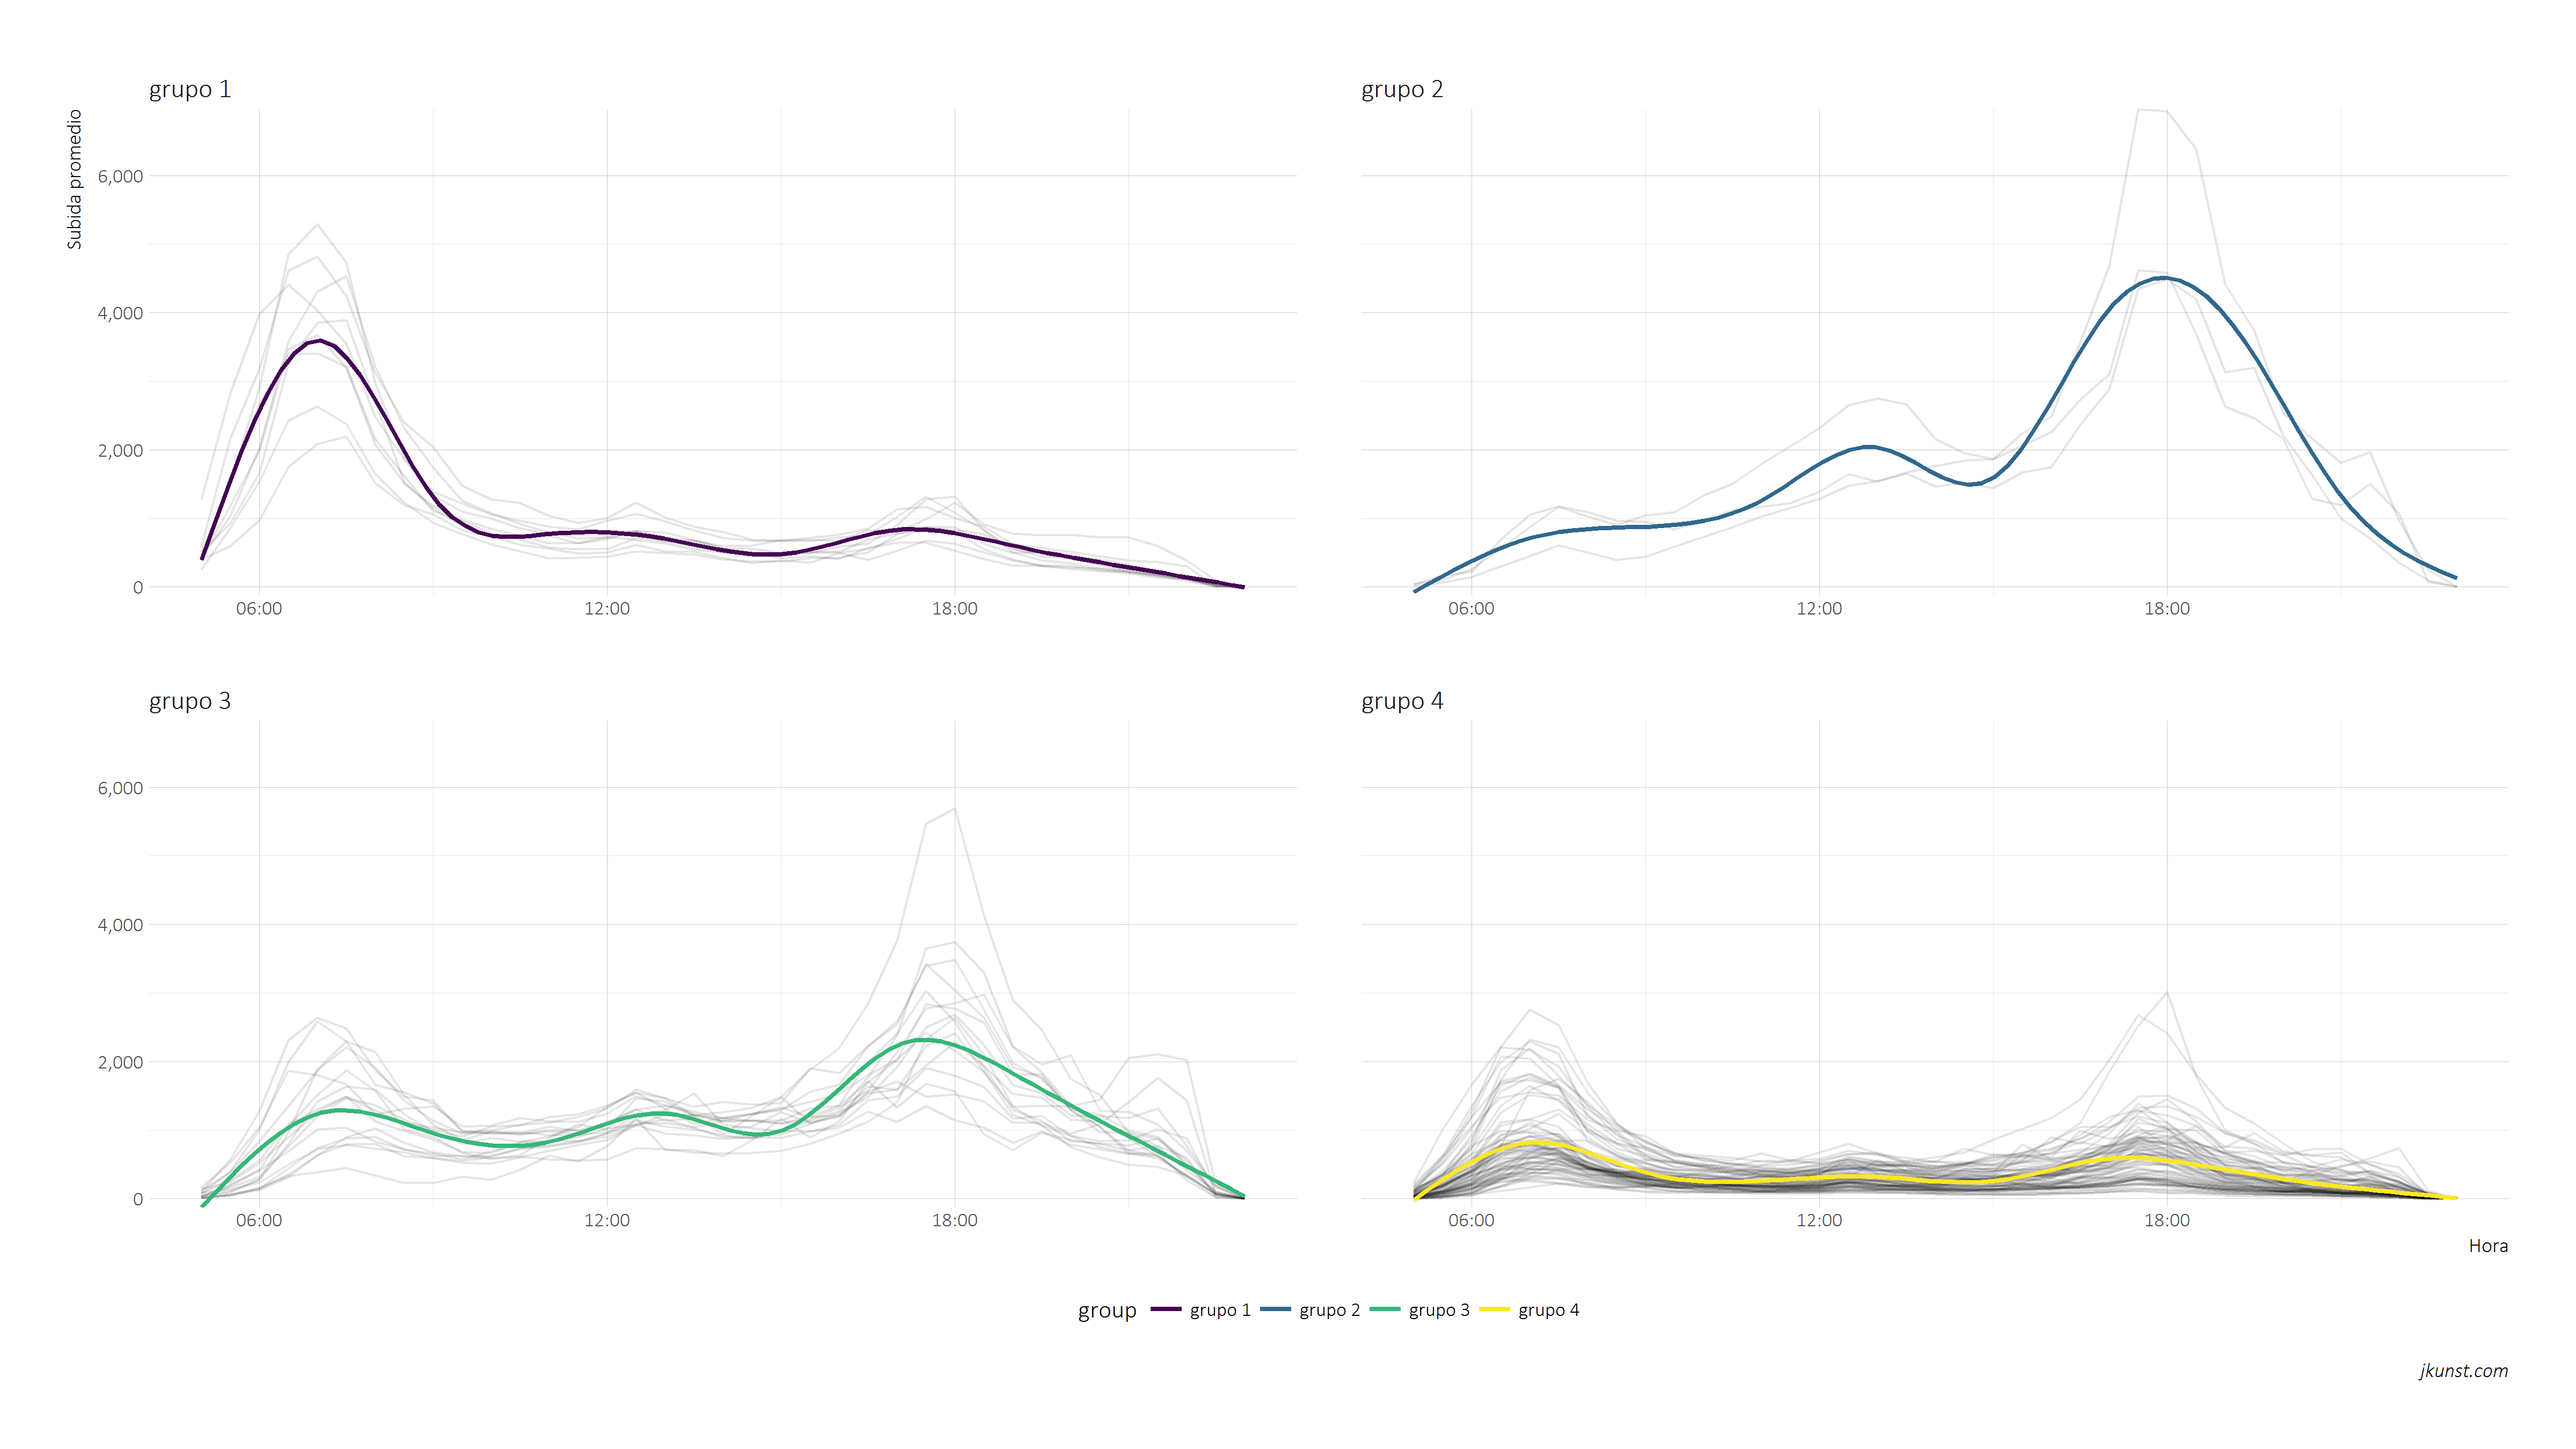 grupo 1
grupo 2
Subida promedio
6,000
4,000
2,000
0
06:00 12:00 18:00
06:00 12:00 18:00
grupo 3
grupo 4
6,000
4,000
2,000
0
06:00 12:00 18:00
06:00 12:00 18:00
Hora
group grupo 1 grupo 2 grupo 3 grupo 4
jkunst.com